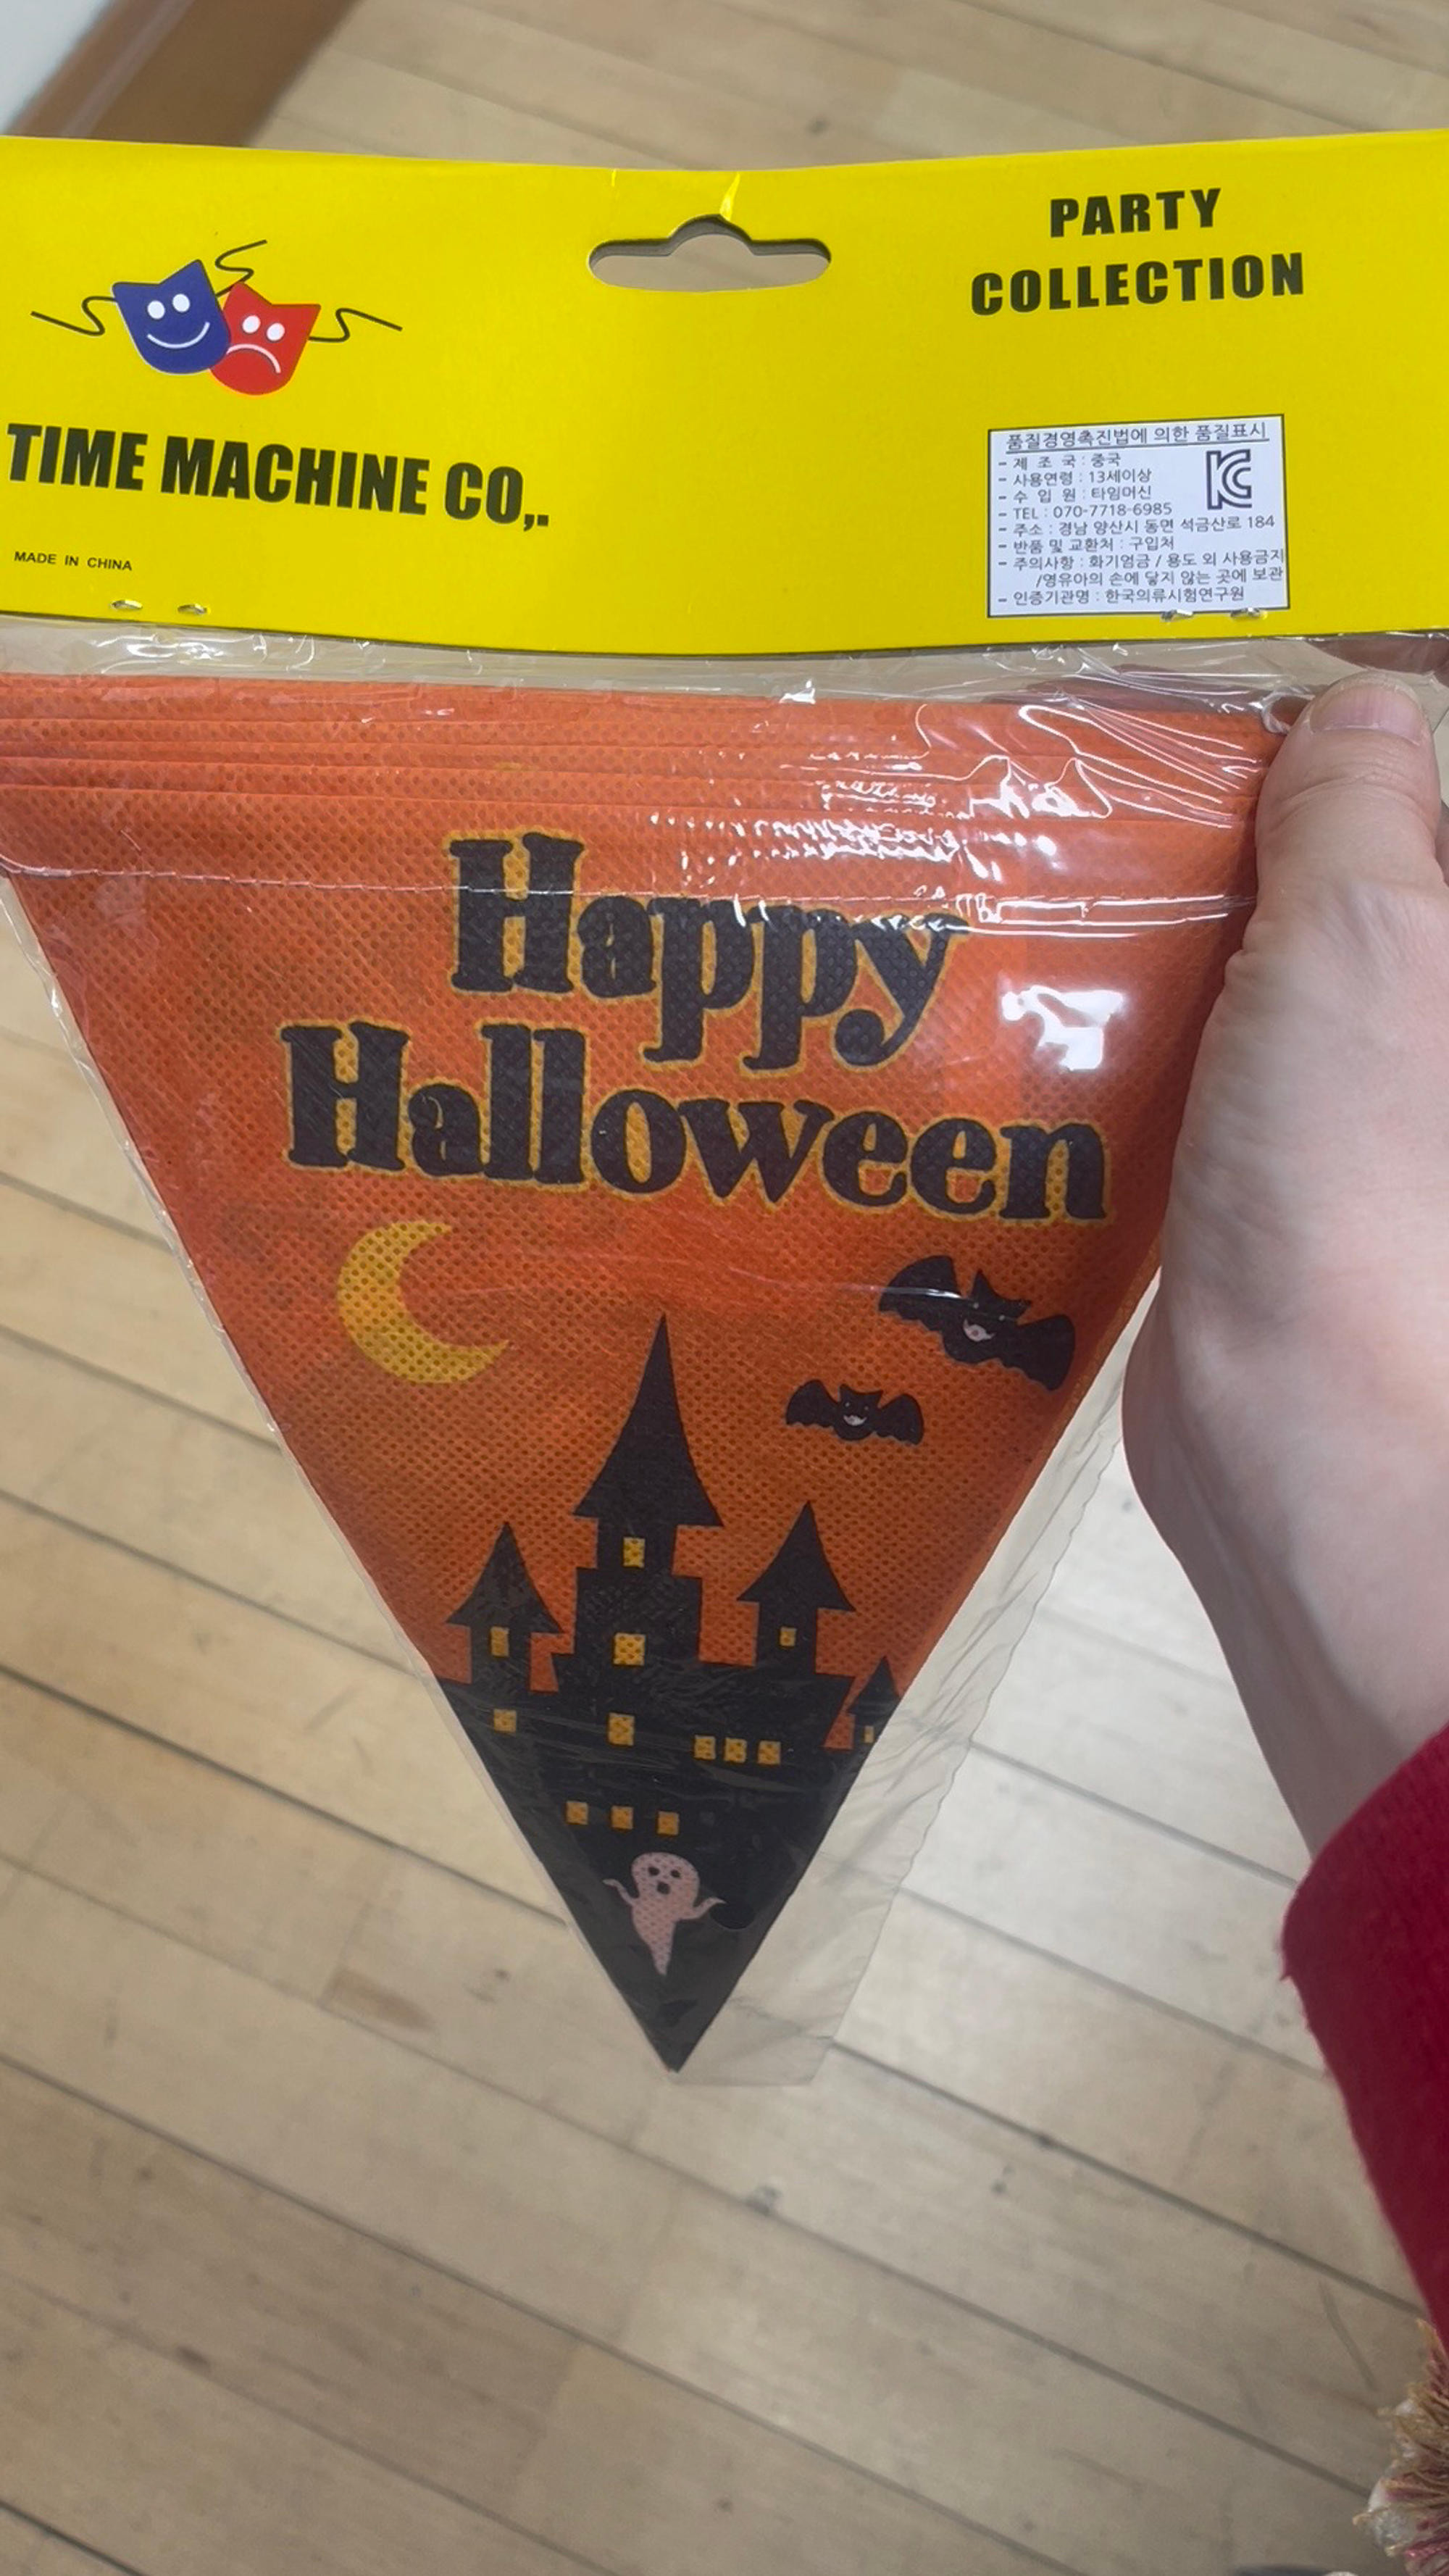 PARTY
COLLECTION
TIME MACHINE CO,.
MADE IN CHINA
품질경영촉진법에 의한 품질표시
- 제 조 국 : 중국
- 사용연령 : 13세이상
- 수 입 원 : 타임머신
- TEL : 070-7718-6985
- 주소 : 경남 양산시 동면 석금산로 184
- 반품 및 교환처 : 구입처
- 주의사항 : 화기엄금 / 용도 외 사용금지
/영유아의 손에 닿지 않는 곳에 보관
- 인증기관명 : 한국의류시험연구원
Happy
Halloween